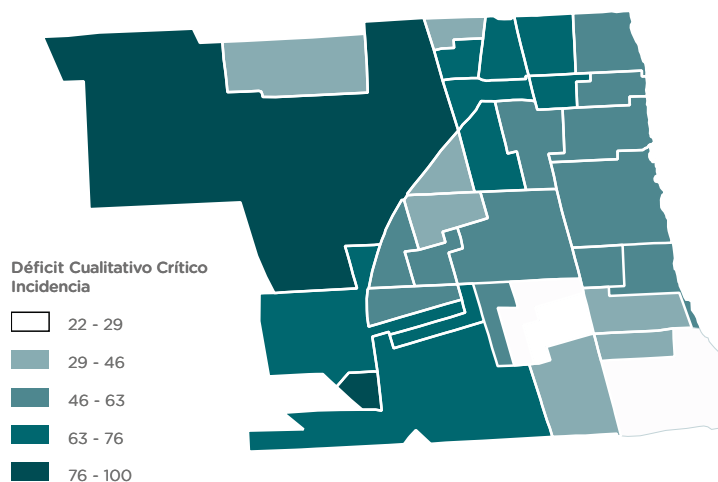 Déficit Cualitativo Crítico
Incidencia
22 - 29
29 - 46
46 - 63
63 - 76
76 - 100